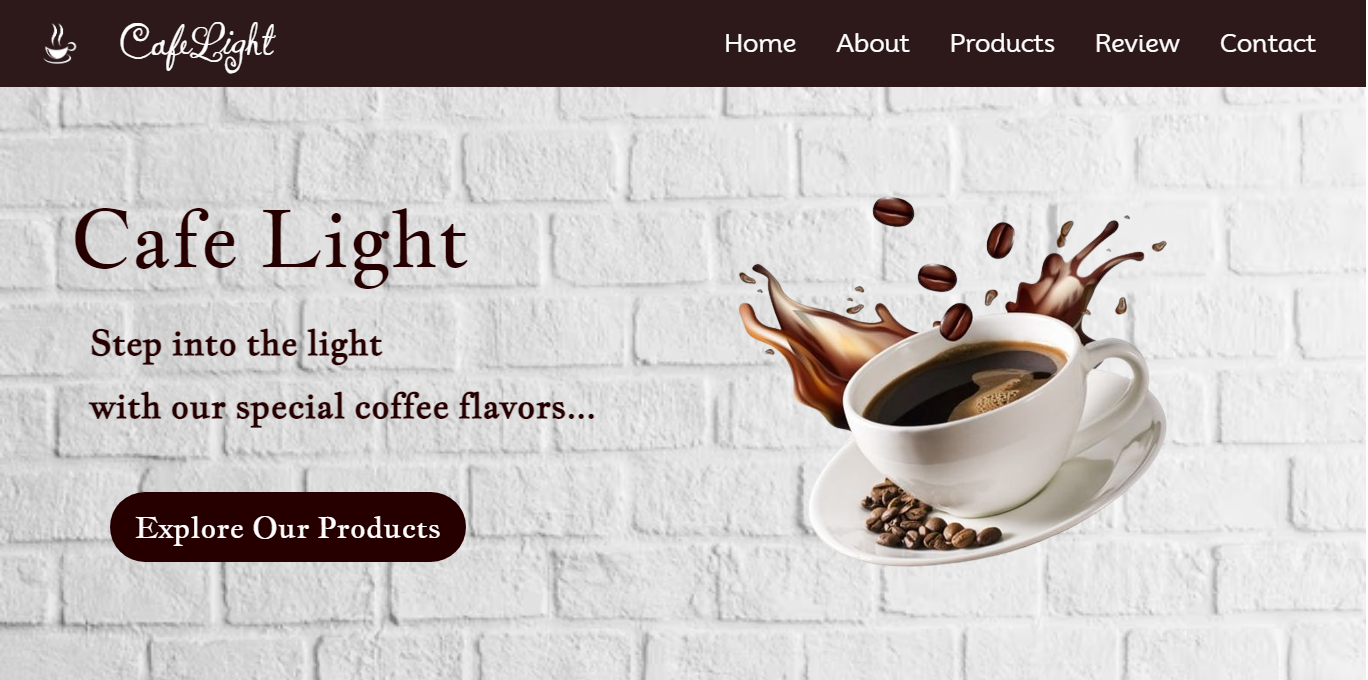 CafeLight
Home About Products Review Contact
Cafe Light
Step into the light
with our special coffee flavors...
Explore Our Products